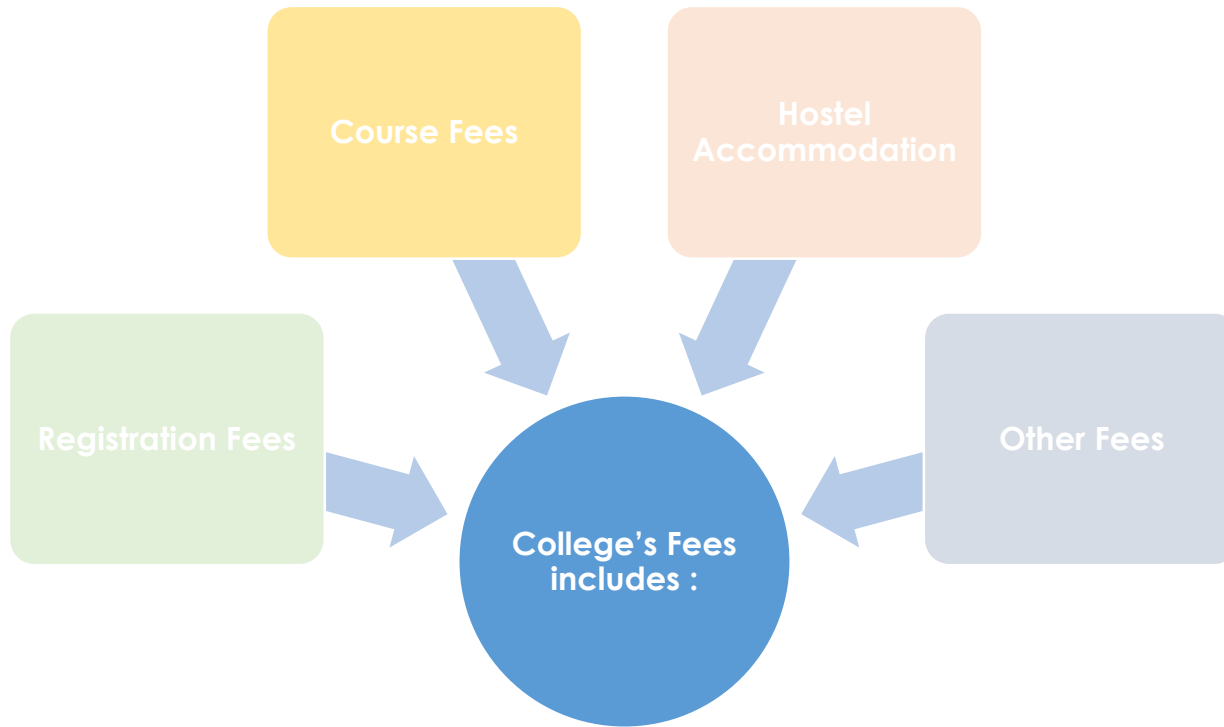 Course Fees
Hostel
Accommodation
Registration Fees
Other Fees
College’s Fees
includes :